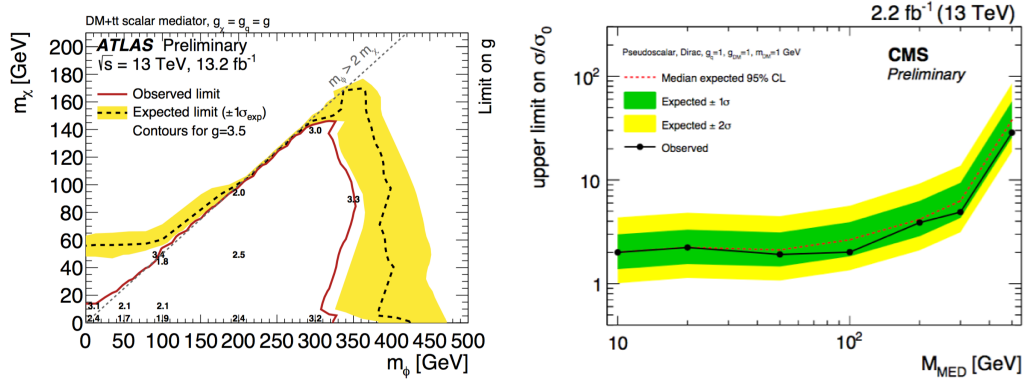 DM+tt scalar mediator, gχ = gq = g
ATLAS Preliminary
√s = 13 TeV, 13.2 fb⁻¹
Observed limit
Expected limit (±1σexp)
Contours for g=3.5
mφ > 2 mχ
mχ [GeV]
Limit on g
200
180
160
140
120
100
80
60
40
20
0
3.0
2.0
3.3
3.4
1.8
2.5
3.1
2.1
2.1
2.4
1.7
1.9
2.4
3.2
0 50 100 150 200 250 300 350 400 450 500
mφ [GeV]
2.2 fb⁻¹ (13 TeV)
Pseudoscalar, Dirac, gq=1, gDM=1, mDM=1 GeV
CMS
Preliminary
Median expected 95% CL
Expected ± 1σ
Expected ± 2σ
Observed
upper limit on σ/σ0
10²
10
1
10 10²
MMED [GeV]